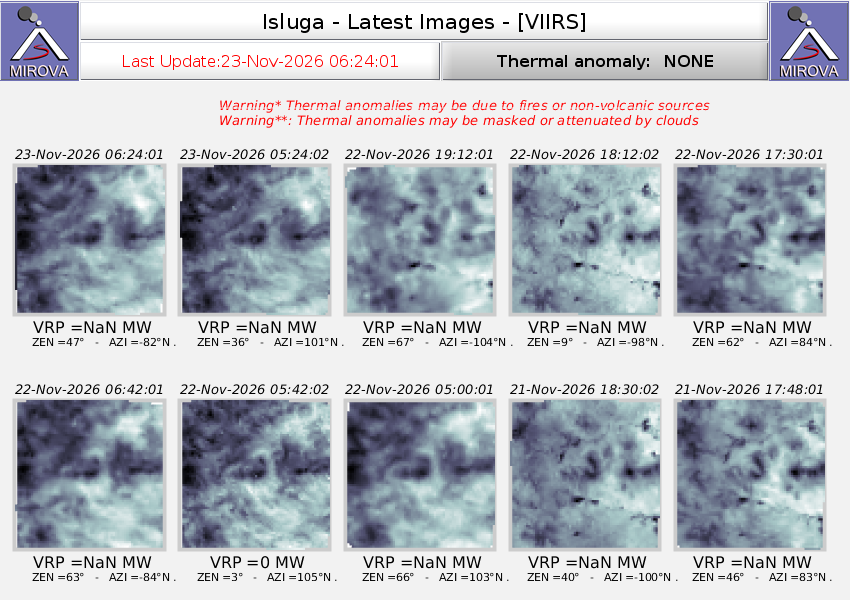 MIROVA
Isluga - Latest Images - [VIIRS]
MIROVA
Last Update:23-Nov-2026 06:24:01
Thermal anomaly:  NONE
Warning* Thermal anomalies may be due to fires or non-volcanic sources
Warning**: Thermal anomalies may be masked or attenuated by clouds
23-Nov-2026 06:24:01
23-Nov-2026 05:24:02
22-Nov-2026 19:12:01
22-Nov-2026 18:12:02
22-Nov-2026 17:30:01
VRP =NaN MW
VRP =NaN MW
VRP =NaN MW
VRP =NaN MW
VRP =NaN MW
ZEN =47°  -  AZI =-82°N .
ZEN =36°  -  AZI =101°N .
ZEN =67°  -  AZI =-104°N .
ZEN =9°  -  AZI =-98°N .
ZEN =62°  -  AZI =84°N .
22-Nov-2026 06:42:01
22-Nov-2026 05:42:02
22-Nov-2026 05:00:01
21-Nov-2026 18:30:02
21-Nov-2026 17:48:01
VRP =NaN MW
VRP =0 MW
VRP =NaN MW
VRP =NaN MW
VRP =NaN MW
ZEN =63°  -  AZI =-84°N .
ZEN =3°  -  AZI =105°N .
ZEN =66°  -  AZI =103°N .
ZEN =40°  -  AZI =-100°N .
ZEN =46°  -  AZI =83°N .